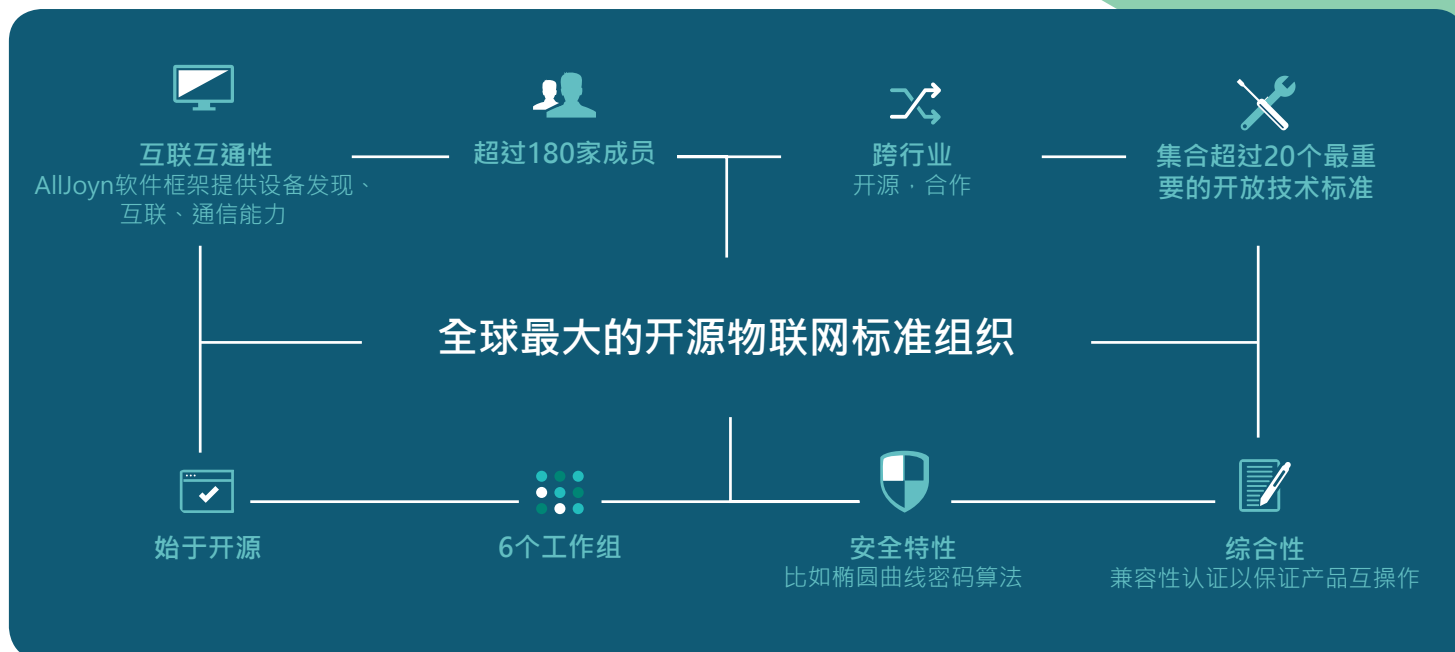 互联互通性
AllJoyn软件框架提供设备发现、
互联、通信能力
超过180家成员
跨行业
开源·合作
集合超过20个最重
要的开放技术标准
全球最大的开源物联网标准组织
始于开源
6个工作组
安全特性
比如椭圆曲线密码算法
综合性
兼容性认证以保证产品互操作